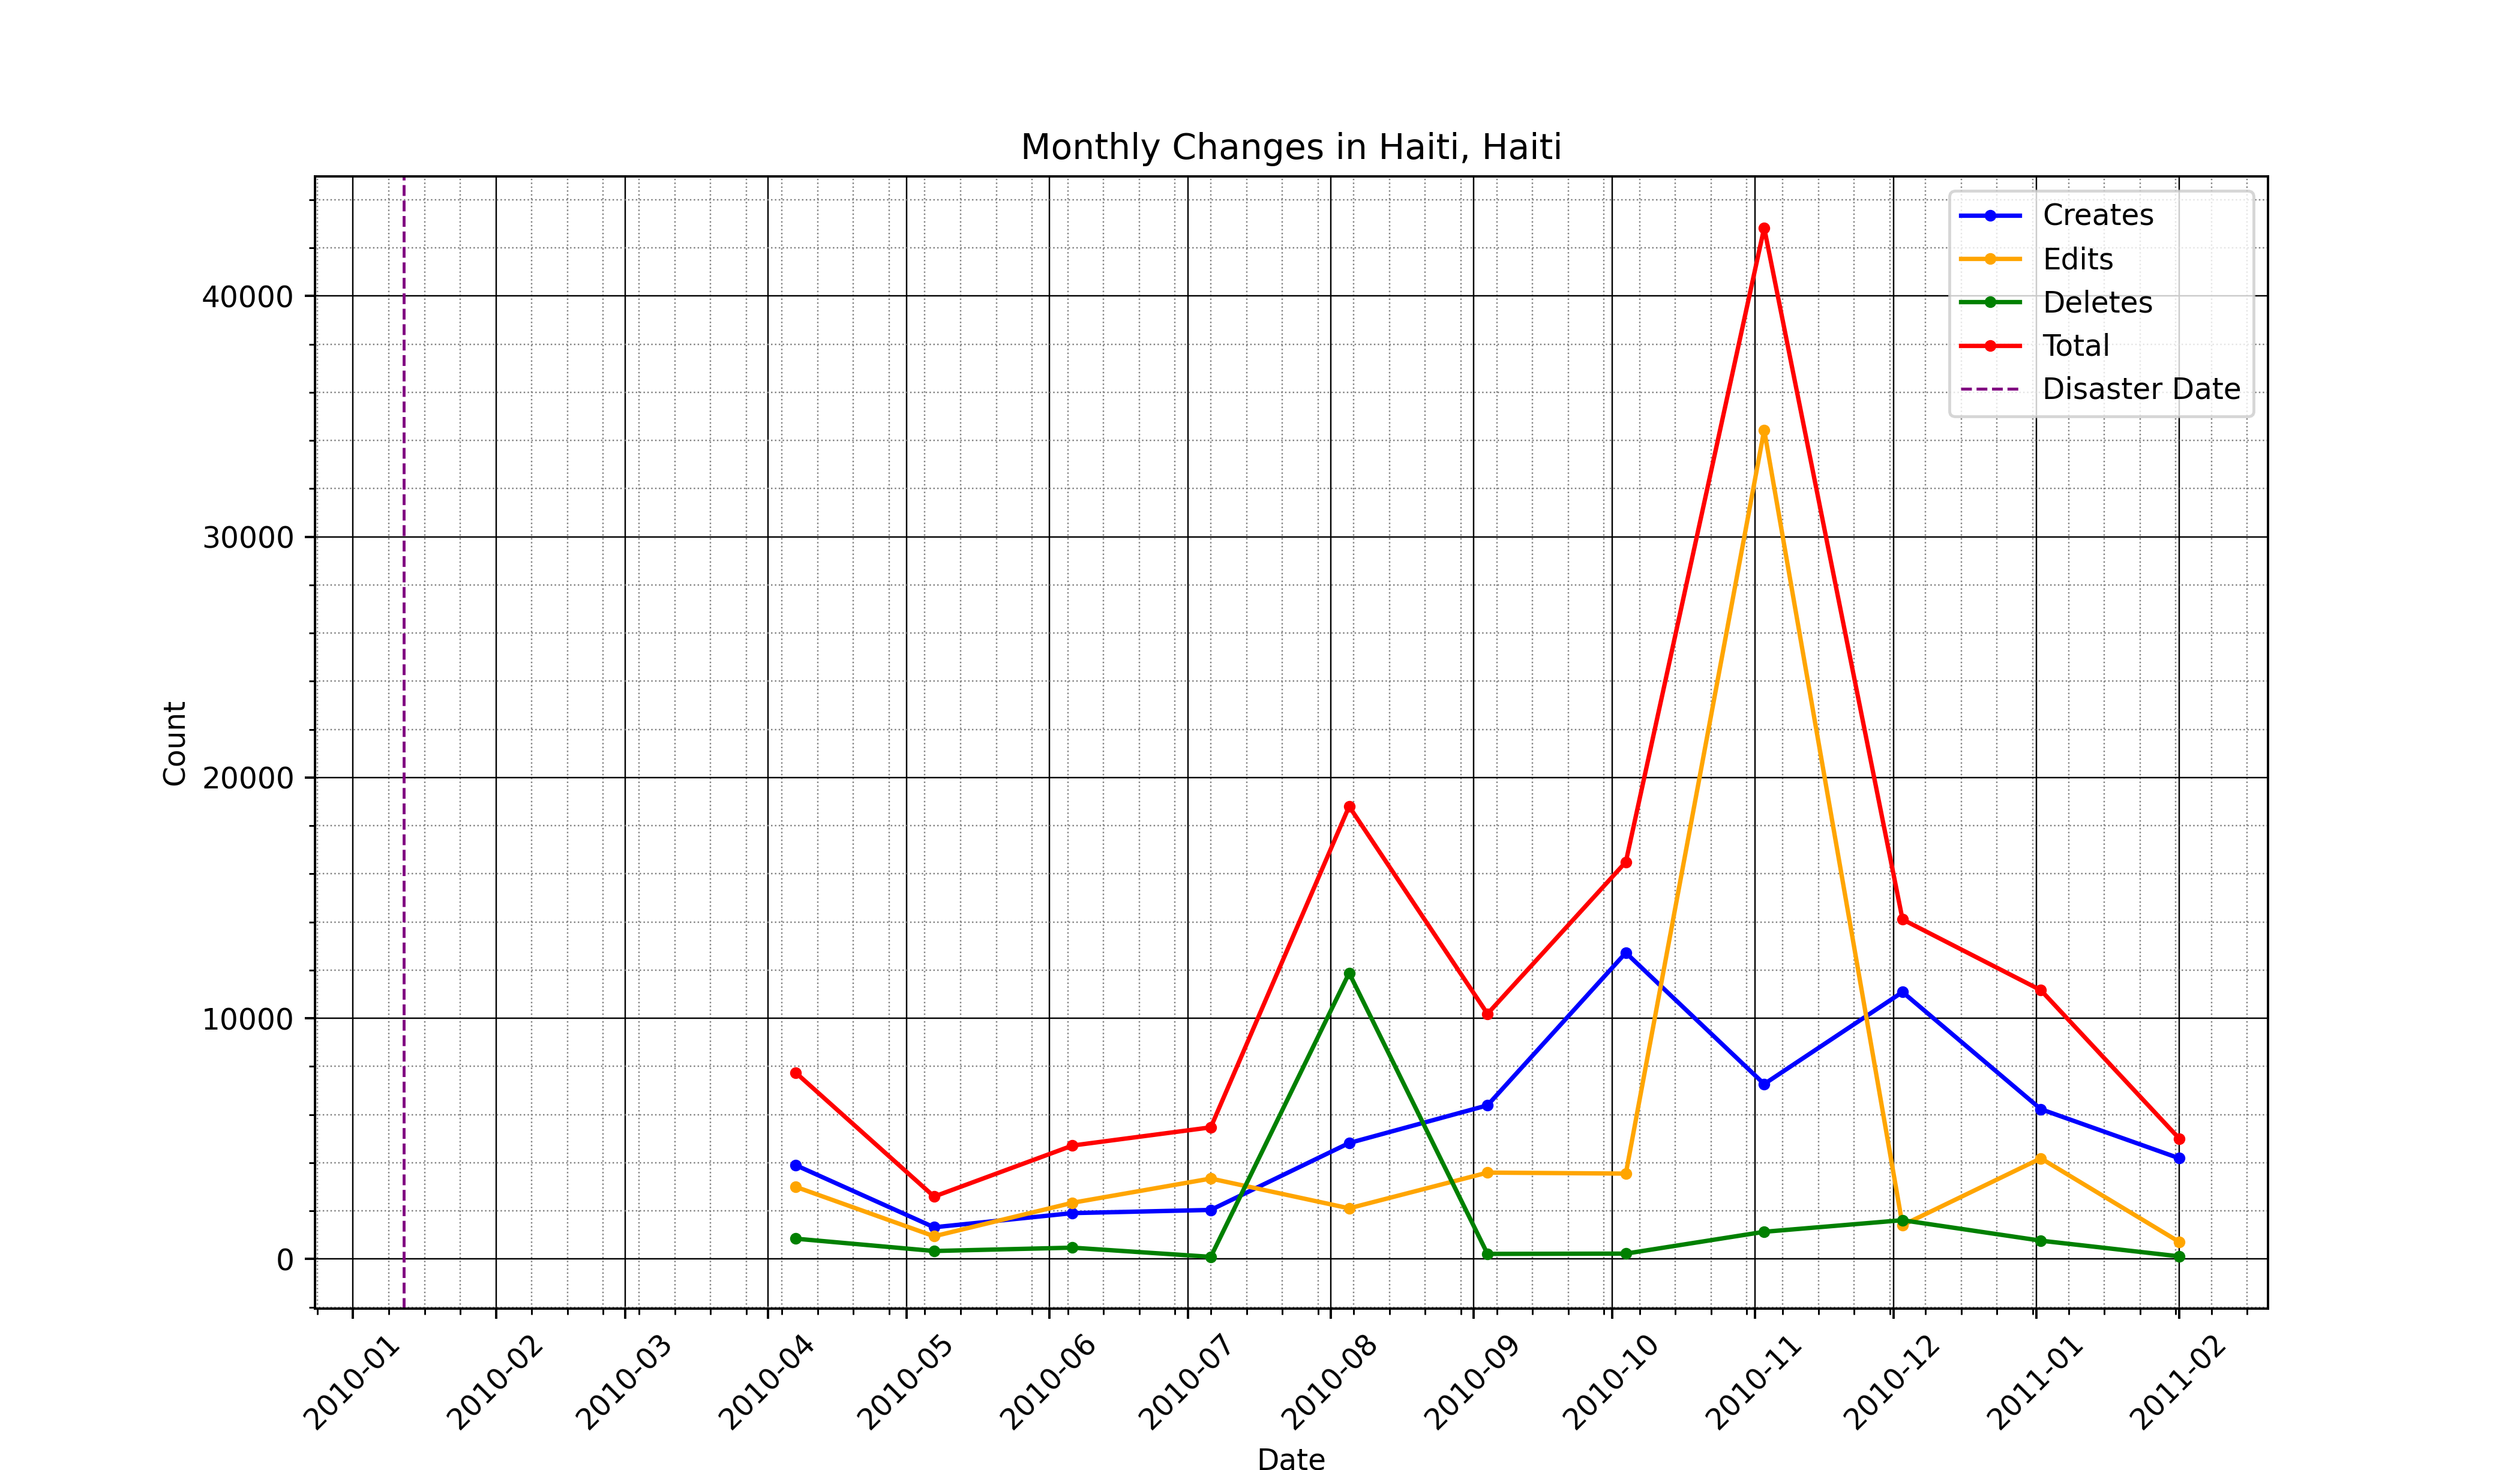 Monthly Changes in Haiti, Haiti
Creates
Edits
Deletes
Total
Disaster Date
Count
40000
30000
20000
10000
0
2010-01
2010-02
2010-03
2010-04
2010-05
2010-06
2010-07
2010-08
2010-09
2010-10
2010-11
2010-12
2011-01
2011-02
Date